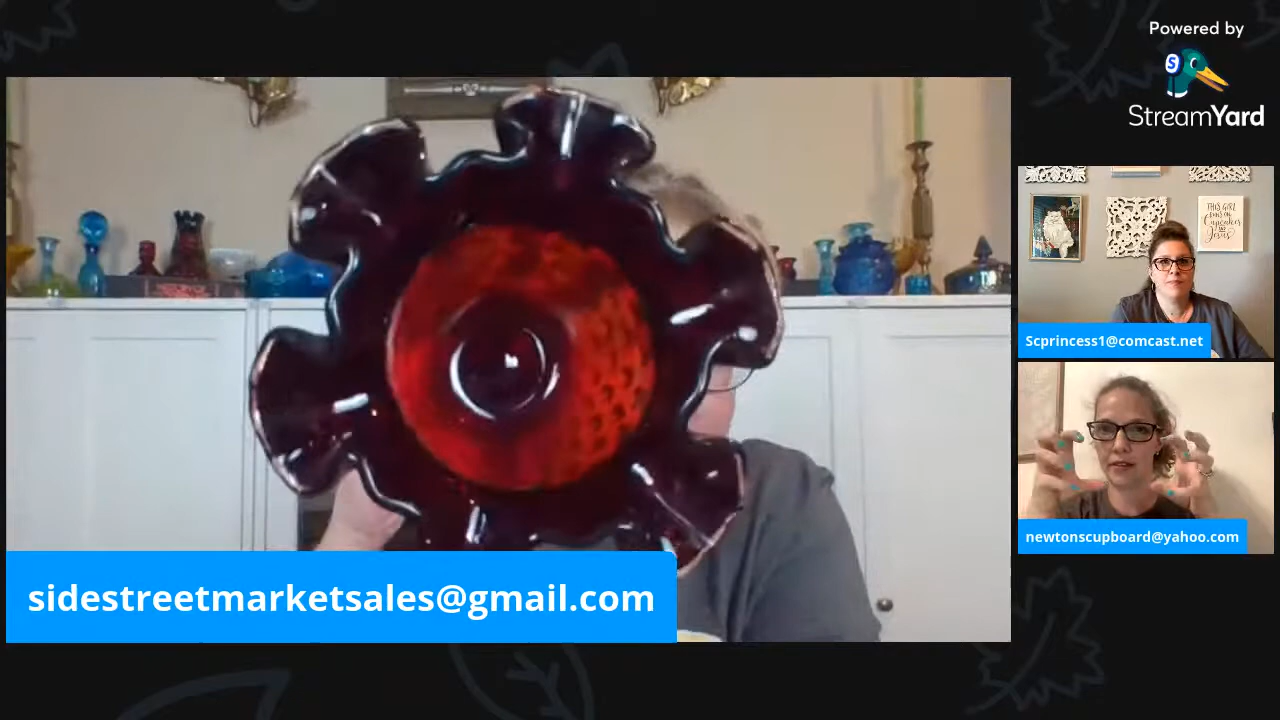 Powered by
StreamYard
THIS GIRL
RUNS ON
Cupcakes
and
Jesus
Scprincess1@comcast.net
newtonscupboard@yahoo.com
sidestreetmarketsales@gmail.com